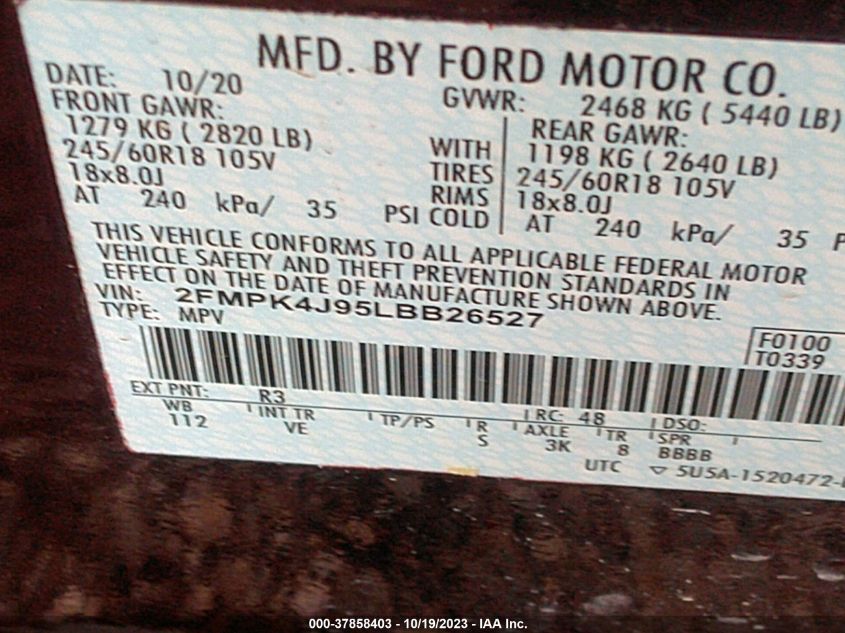 MFD. BY FORD MOTOR CO.
DATE: 10/20 GVWR: 2468 KG ( 5440 LB)
FRONT GAWR: REAR GAWR:
1279 KG ( 2820 LB) WITH 1198 KG ( 2640 LB)
245/60R18 105V TIRES 245/60R18 105V
18x8.0J RIMS 18x8.0J
AT 240 kPa/ 35 PSI COLD AT 240 kPa/ 35 P
THIS VEHICLE CONFORMS TO ALL APPLICABLE FEDERAL MOTOR
VEHICLE SAFETY AND THEFT PREVENTION STANDARDS IN
EFFECT ON THE DATE OF MANUFACTURE SHOWN ABOVE.
VIN: 2FMPK4J95LBB26527
TYPE: MPV
F0100
T0339
EXT PNT: R3 RC: 48 DSO:
WB INT TR TP/PS R AXLE TR SPR
112 VE S 3K 8 BBBB
UTC ▽ 5U5A-1520472-
000-37858403 - 10/19/2023 - IAA Inc.